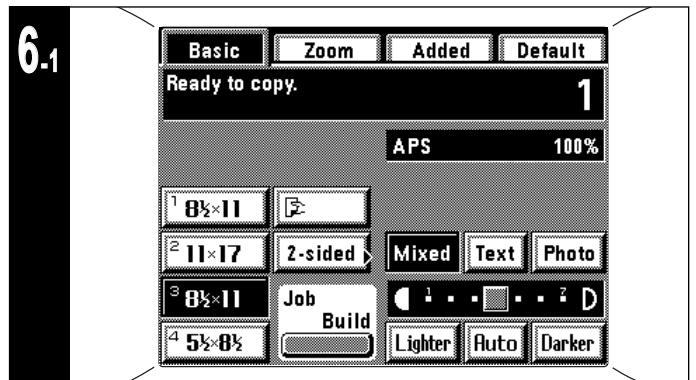 6-1
Basic Zoom Added Default
Ready to copy. 1
APS 100%
1 8½×11
2 11×17 2-sided Mixed Text Photo
3 8½×11 Job 1 7
Build
4 5½×8½ Lighter Auto Darker